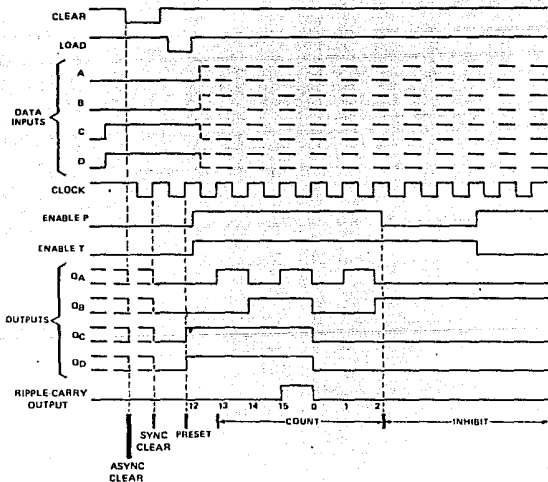 CLEAR
LOAD
DATA INPUTS
A
B
C
D
CLOCK
ENABLE P
ENABLE T
OUTPUTS
QA
QB
QC
QD
RIPPLE-CARRY OUTPUT
12 13 14 15 0 1 2
COUNT
INHIBIT
SYNC CLEAR
PRESET
ASYNC CLEAR